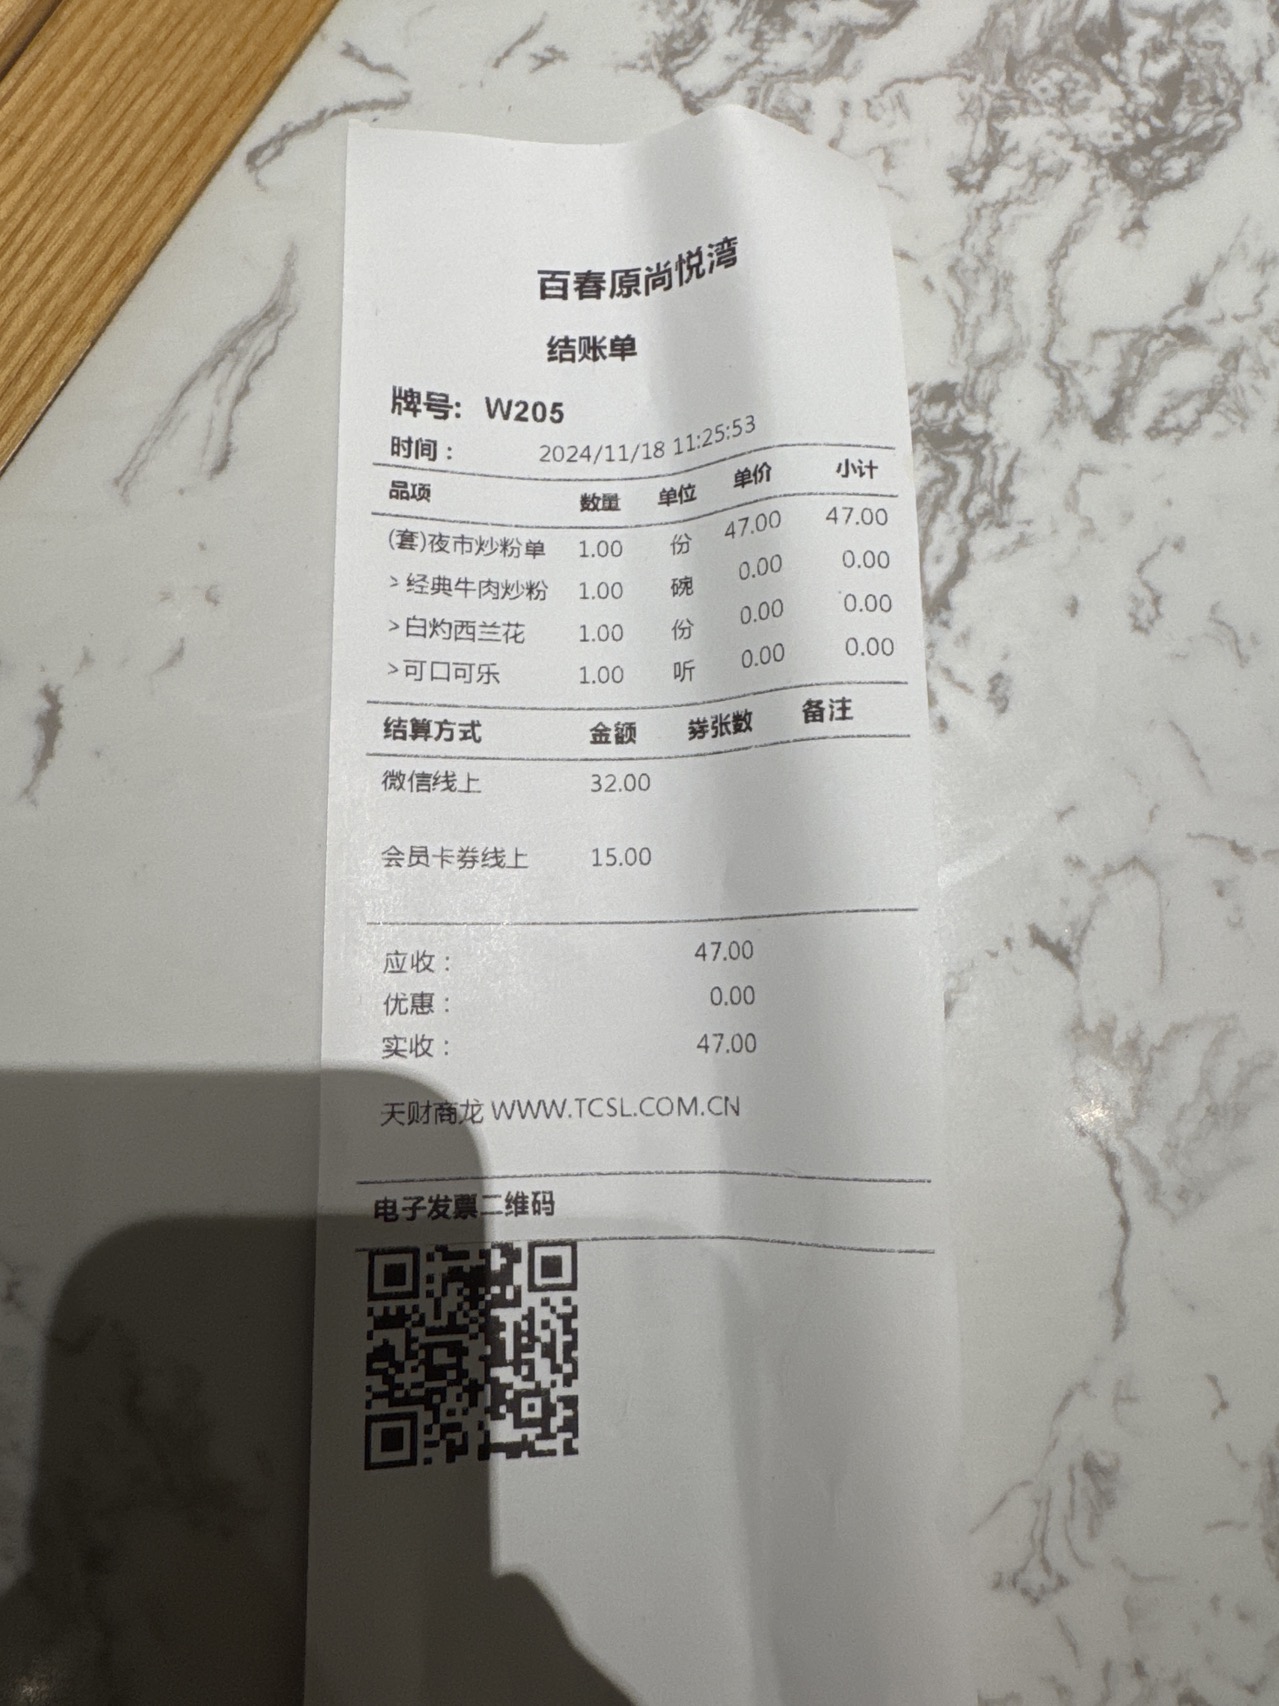 百春原尚悦湾
结账单
牌号: W205
时间： 2024/11/18 11:25:53
品项 数量 单位 单价 小计
(套)夜市炒粉单 1.00 份 47.00 47.00
>经典牛肉炒粉 1.00 碗 0.00 0.00
>白灼西兰花 1.00 份 0.00 0.00
>可口可乐 1.00 听 0.00 0.00
结算方式 金额 券张数 备注
微信线上 32.00
会员卡券线上 15.00
应收： 47.00
优惠： 0.00
实收： 47.00
天财商龙 WWW.TCSL.COM.CN
电子发票二维码